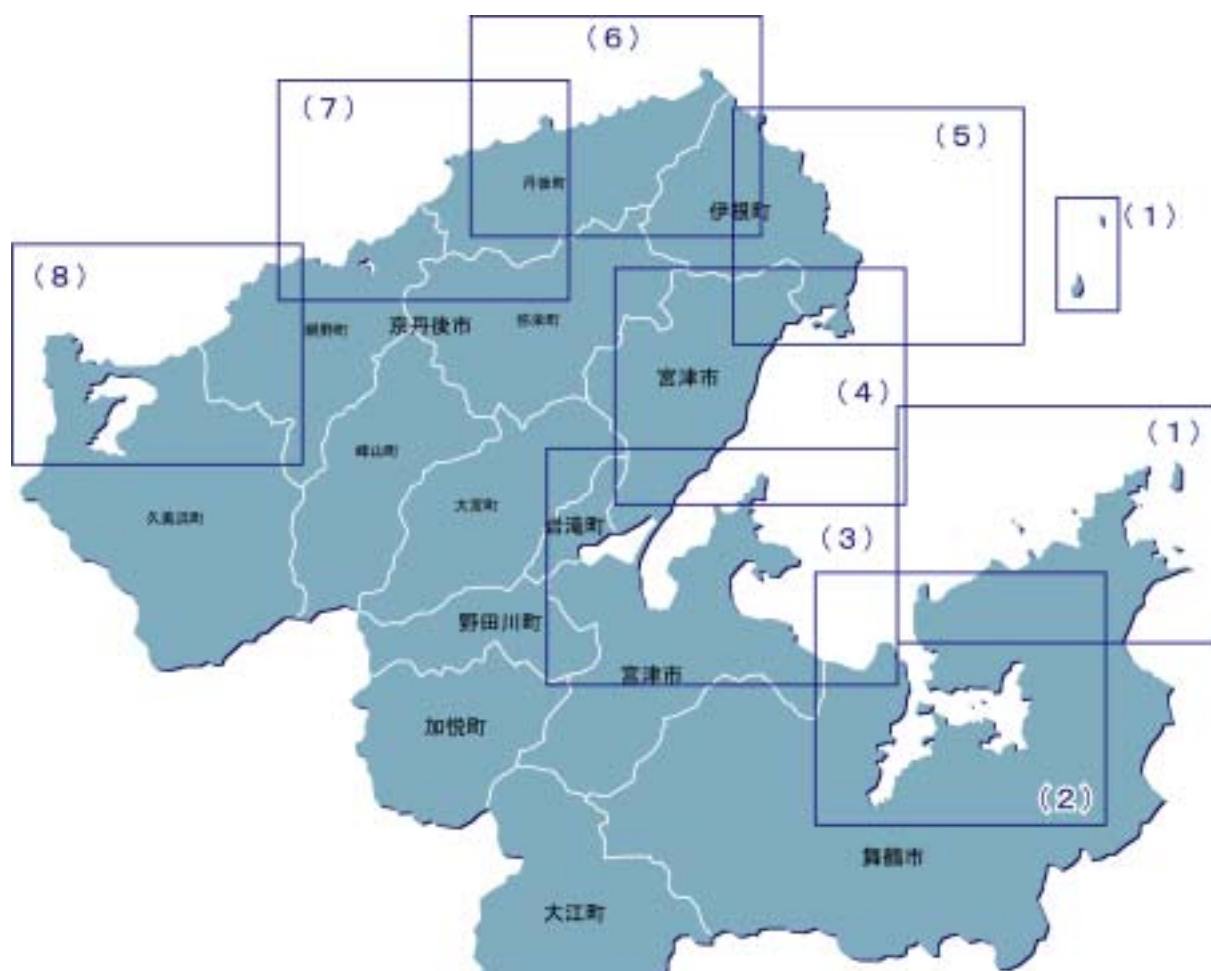 (6)
(7)
(5)
丹後町
伊根町
(1)
(8)
網野町
京丹後市
弥栄町
宮津市
(4)
(1)
峰山町
久美浜町
大宮町
岩滝町
(3)
野田川町
宮津市
加悦町
(2)
舞鶴市
大江町